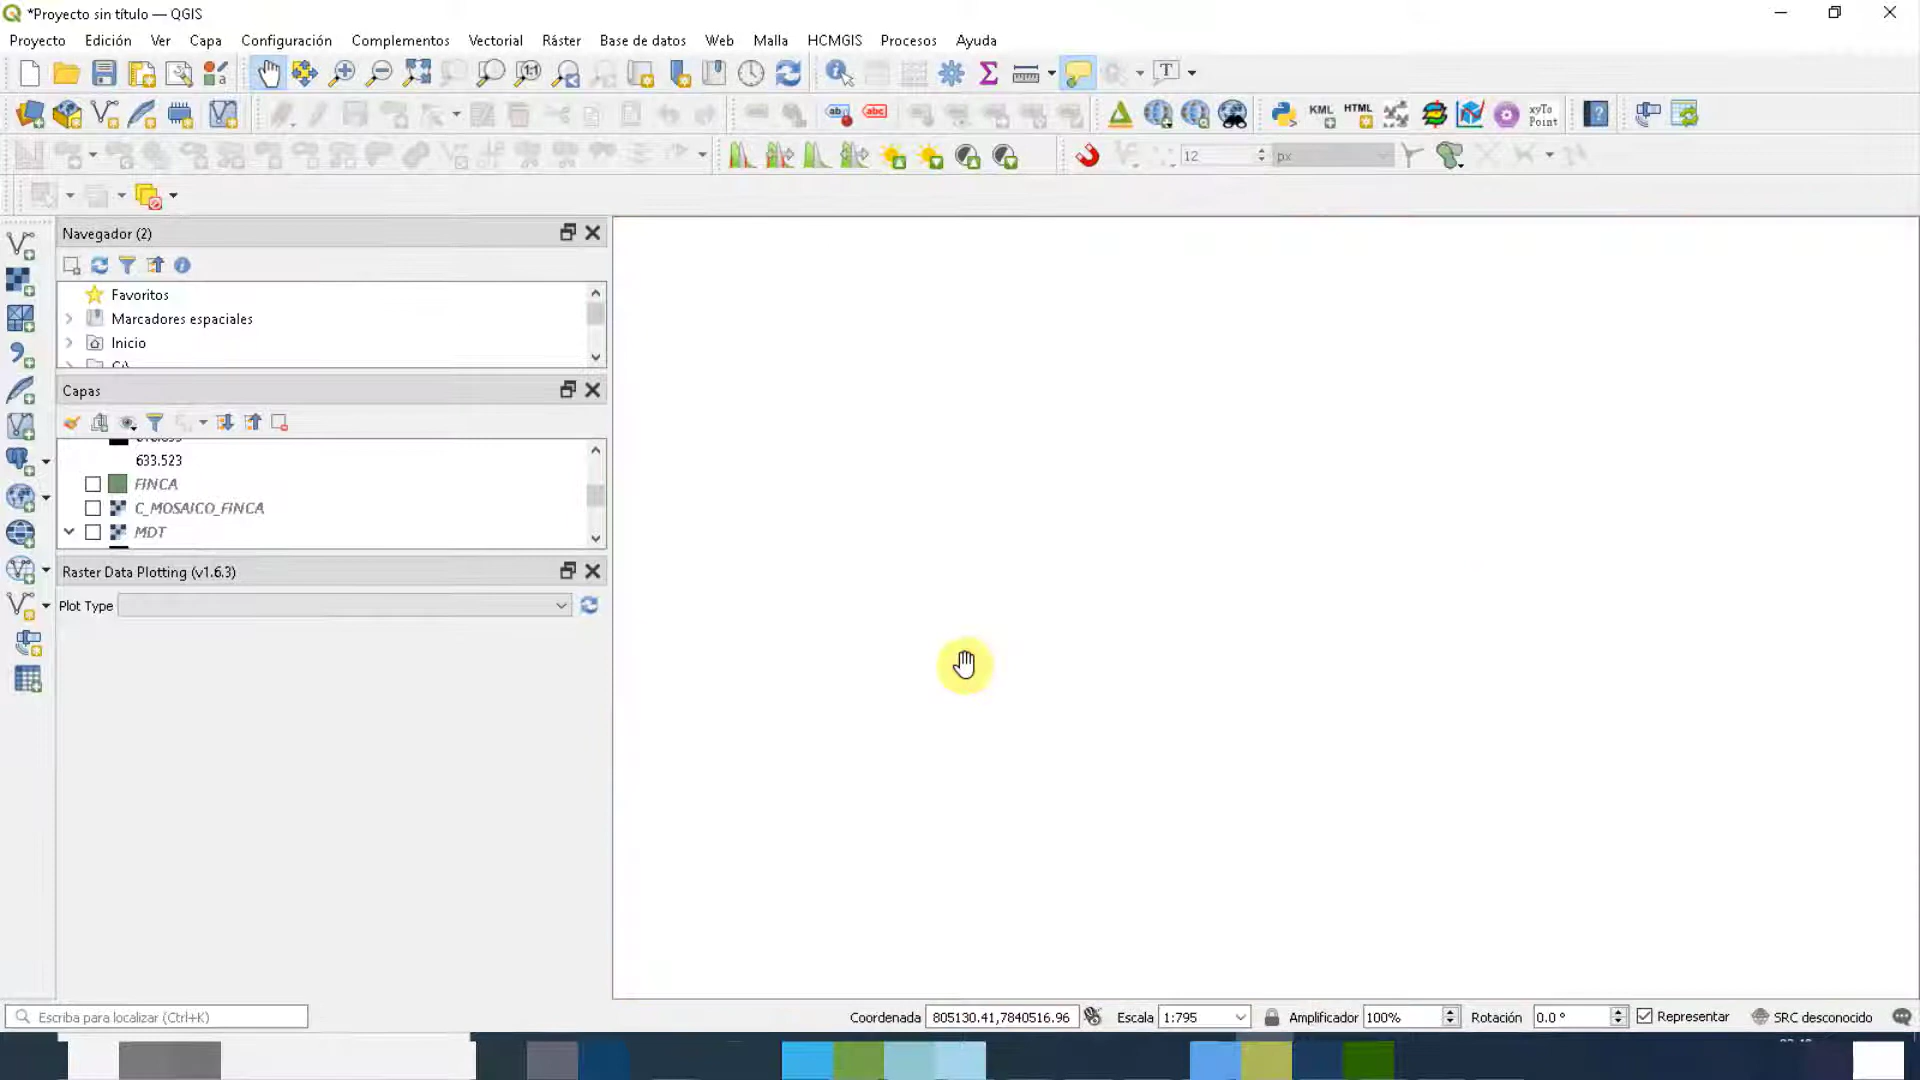 *Proyecto sin título — QGIS
Proyecto Edición Ver Capa Configuración Complementos Vectorial Ráster Base de datos Web Malla HCMGIS Procesos Ayuda
KML HTML xyTo Point
12 px
Navegador (2)
Favoritos
Marcadores espaciales
Inicio
C:\
Capas
633.523
FINCA
C_MOSAICO_FINCA
MDT
Raster Data Plotting (v1.6.3)
Plot Type
Escriba para localizar (Ctrl+K)
Coordenada 805130.41,7840516.96 Escala 1:795 Amplificador 100% Rotación 0.0 ° Representar SRC desconocido